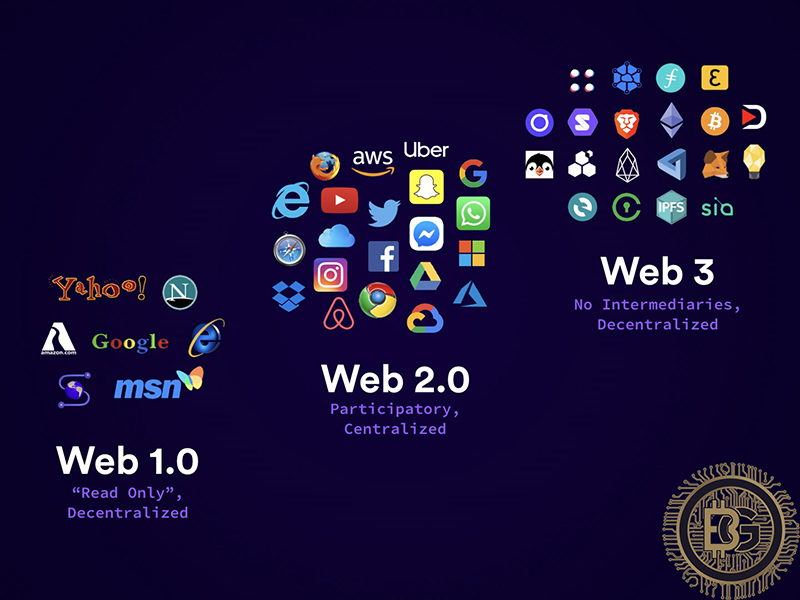 Uber
aws
IPFS
sia
Web 3
No Intermediaries,
Decentralized
YAHOO!
N
amazon.com
Google
msn
Web 2.0
Participatory,
Centralized
Web 1.0
“Read Only”,
Decentralized
BG